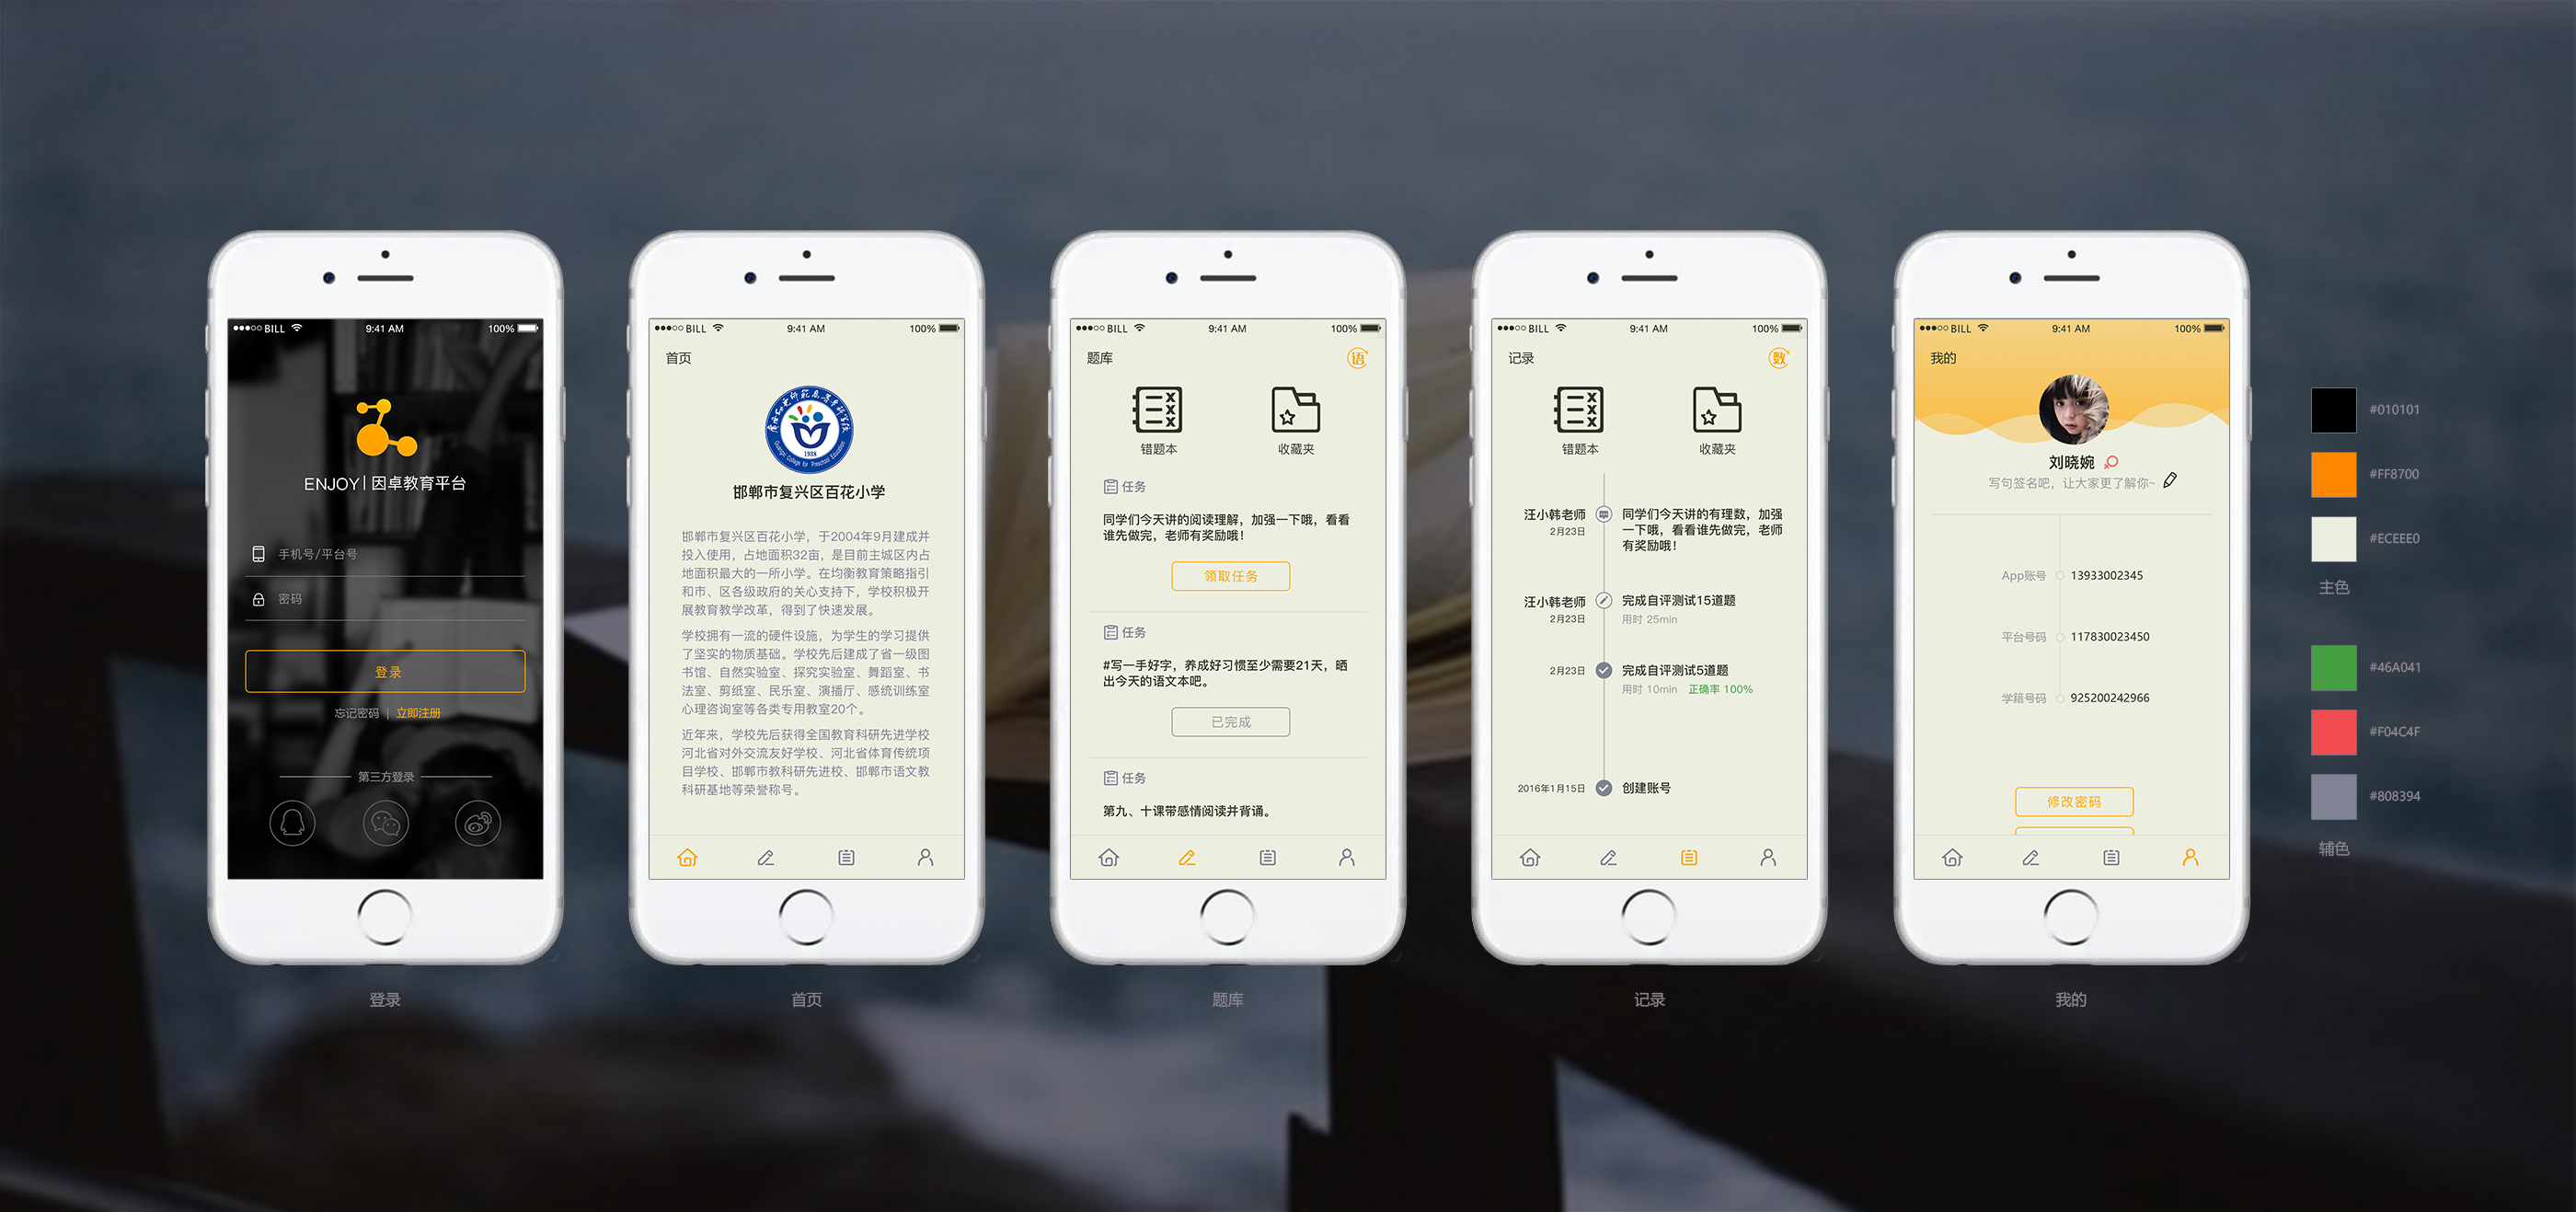 BILL 9:41 AM 100%
ENJOY | 因卓教育平台
手机号/平台号
密码
登录
忘记密码 | 立即注册
第三方登录
登录
BILL 9:41 AM 100%
首页
1938
邯郸市复兴区百花小学
邯郸市复兴区百花小学，于2004年9月建成并
投入使用，占地面积32亩，是目前主城区内占
地面积最大的一所小学。在均衡教育策略指引
和市、区各级政府的关心支持下，学校积极开
展教育教学改革，得到了快速发展。
学校拥有一流的硬件设施，为学生的学习提供
了坚实的物质基础。学校先后建成了省一级图
书馆、自然实验室、探究实验室、舞蹈室、书
法室、剪纸室、民乐室、演播厅、感统训练室
心理咨询室等各类专用教室20个。
近年来，学校先后获得全国教育科研先进学校
河北省对外交流友好学校、河北省体育传统项
目学校、邯郸市教科研先进校、邯郸市语文教
科研基地等荣誉称号。
首页
BILL 9:41 AM 100%
题库 语
错题本 收藏夹
任务
同学们今天讲的阅读理解，加强一下哦，看看
谁先做完，老师有奖励哦！
领取任务
任务
#写一手好字，养成好习惯至少需要21天，晒
出今天的语文本吧。
已完成
任务
第九、十课带感情阅读并背诵。
题库
BILL 9:41 AM 100%
记录 数
错题本 收藏夹
汪小韩老师
2月23日
同学们今天讲的有理数，加强
一下哦，看看谁先做完，老师
有奖励哦！
汪小韩老师 完成自评测试15道题
2月23日 用时 25min
2月23日 完成自评测试5道题
用时 10min 正确率 100%
2016年1月15日 创建账号
记录
BILL 9:41 AM 100%
我的
刘晓婉
写句签名吧，让大家更了解你~
App账号 13933002345
平台号码 117830023450
学籍号码 925200242966
修改密码
我的
#010101
#FF8700
#ECEEE0
主色
#46A041
#F04C4F
#808394
辅色